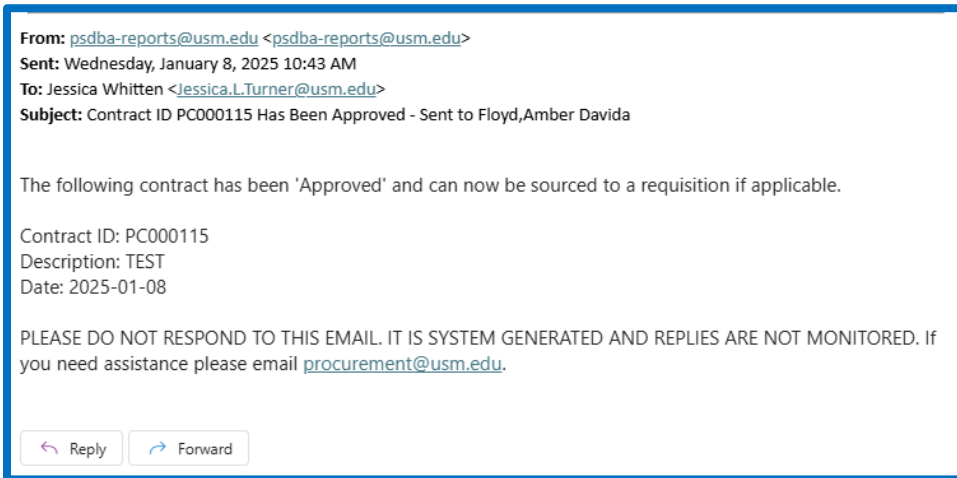 From: psdba-reports@usm.edu <psdba-reports@usm.edu>
Sent: Wednesday, January 8, 2025 10:43 AM
To: Jessica Whitten <Jessica.L.Turner@usm.edu>
Subject: Contract ID PC000115 Has Been Approved - Sent to Floyd,Amber Davida
The following contract has been 'Approved' and can now be sourced to a requisition if applicable.
Contract ID: PC000115
Description: TEST
Date: 2025-01-08
PLEASE DO NOT RESPOND TO THIS EMAIL. IT IS SYSTEM GENERATED AND REPLIES ARE NOT MONITORED. If
you need assistance please email procurement@usm.edu.
Reply Forward